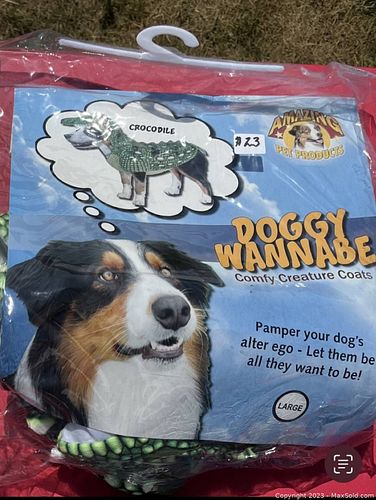 CROCODILE
#23
AMAZING
PET PRODUCTS
DOGGY
WANNABE
Comfy Creature Coats
Pamper your dog's
alter ego - Let them be
all they want to be!
LARGE
Copyright 2023 - MaxSold.com